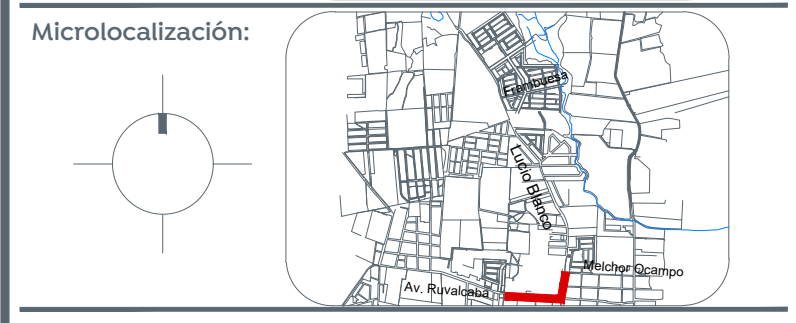 Microlocalización:
Frambuesa
Lucio Blanco
Melchor Ocampo
Av. Ruvalcaba